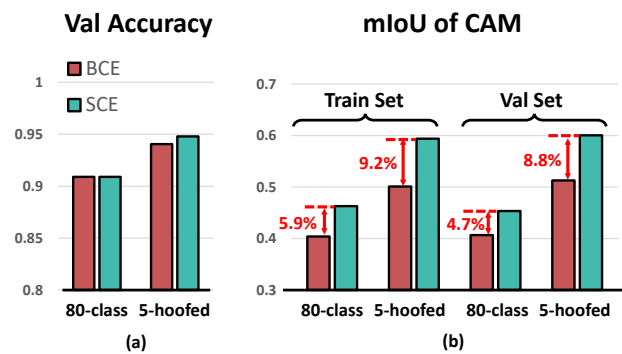 Val Accuracy
mIoU of CAM
BCE
SCE
1
0.95
0.9
0.85
0.8
80-class 5-hoofed
(a)
Train Set
Val Set
0.7
0.6
0.5
0.4
0.3
5.9%
9.2%
4.7%
8.8%
80-class 5-hoofed 80-class 5-hoofed
(b)